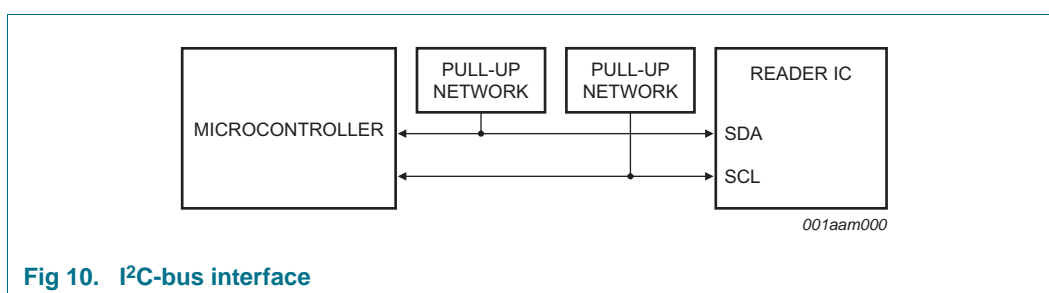 PULL-UP
NETWORK
PULL-UP
NETWORK
READER IC
MICROCONTROLLER
SDA
SCL
001aam000
Fig 10. I²C-bus interface